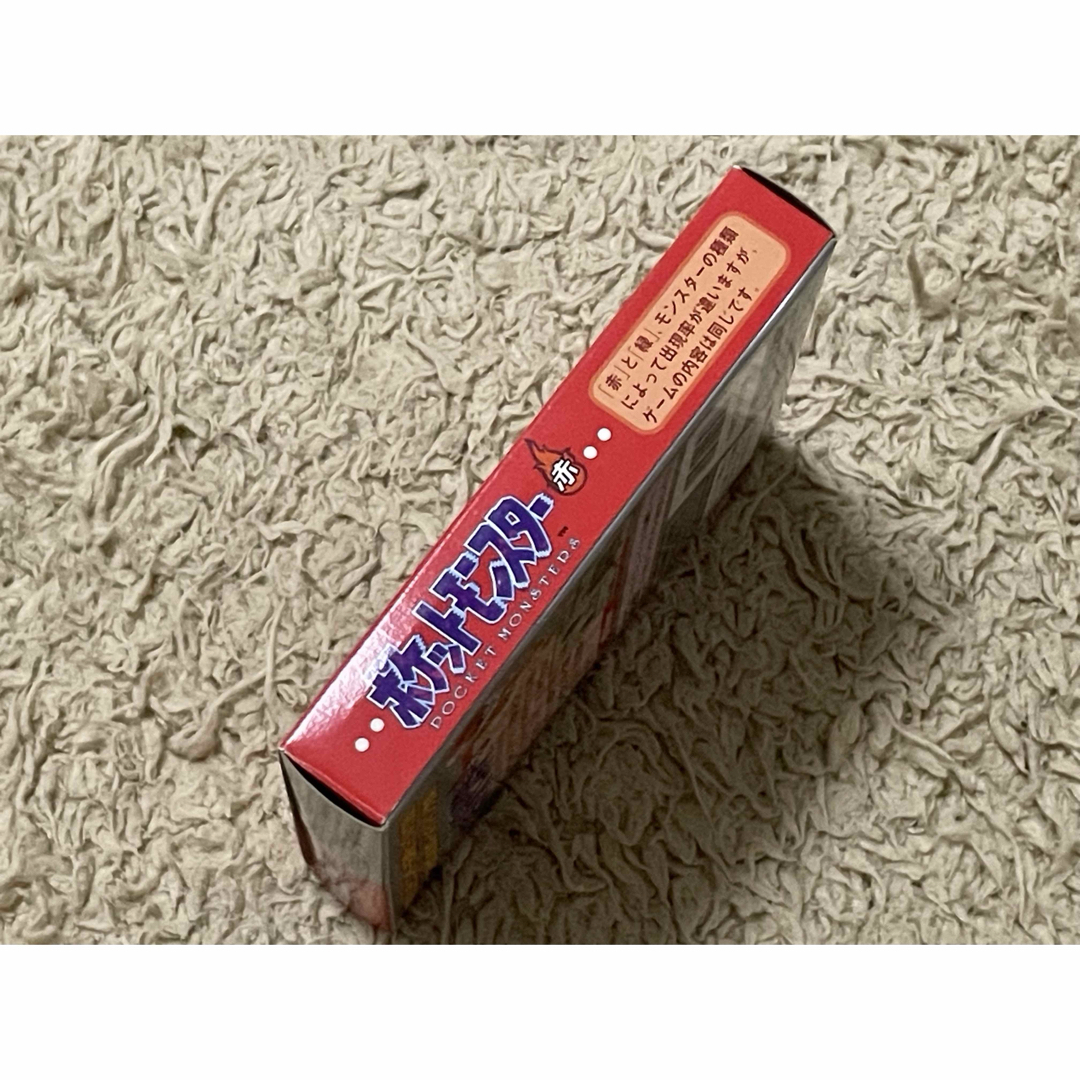 ポケットモンスター
赤
POCKET MONSTERS
TM
「赤」と「緑」、モンスターの種類
によって出現率が違いますが、
ゲームの内容は同じです。